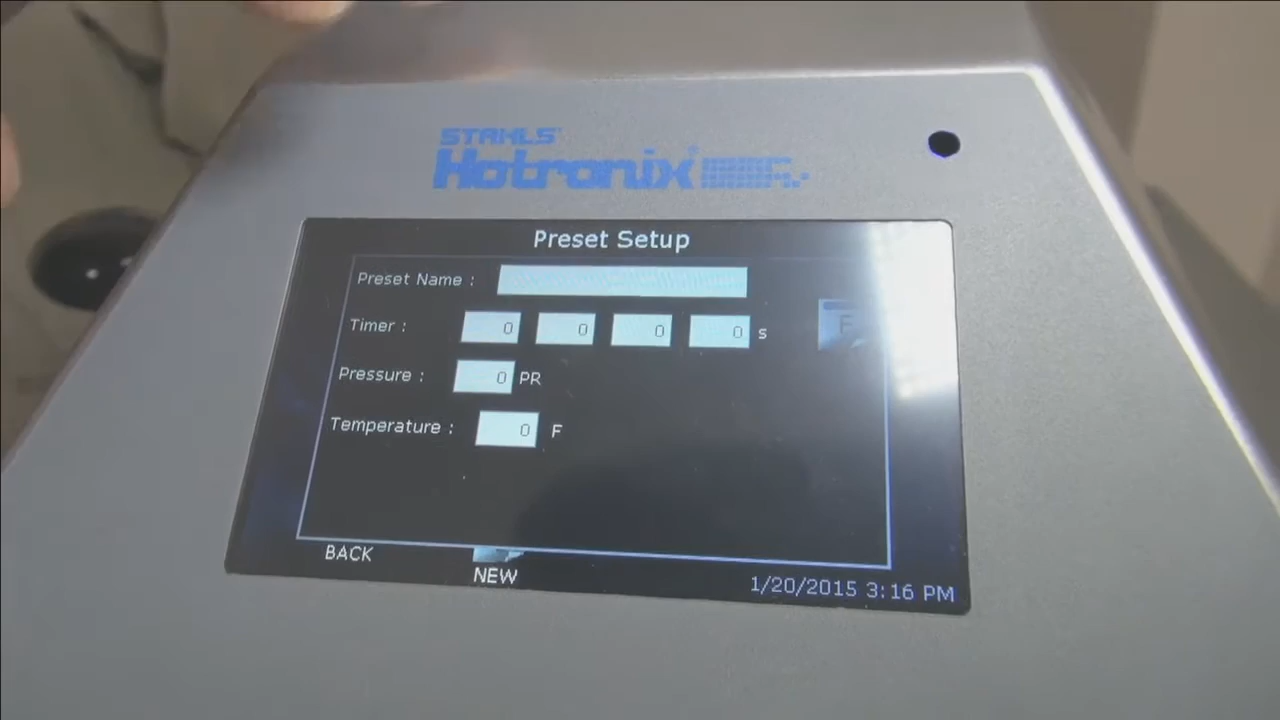 STAHLS'
Hotronix®
Preset Setup
Preset Name :
Timer : 0 0 0 0 s
Pressure : 0 PR
Temperature : 0 F
BACK
NEW
1/20/2015 3:16 PM